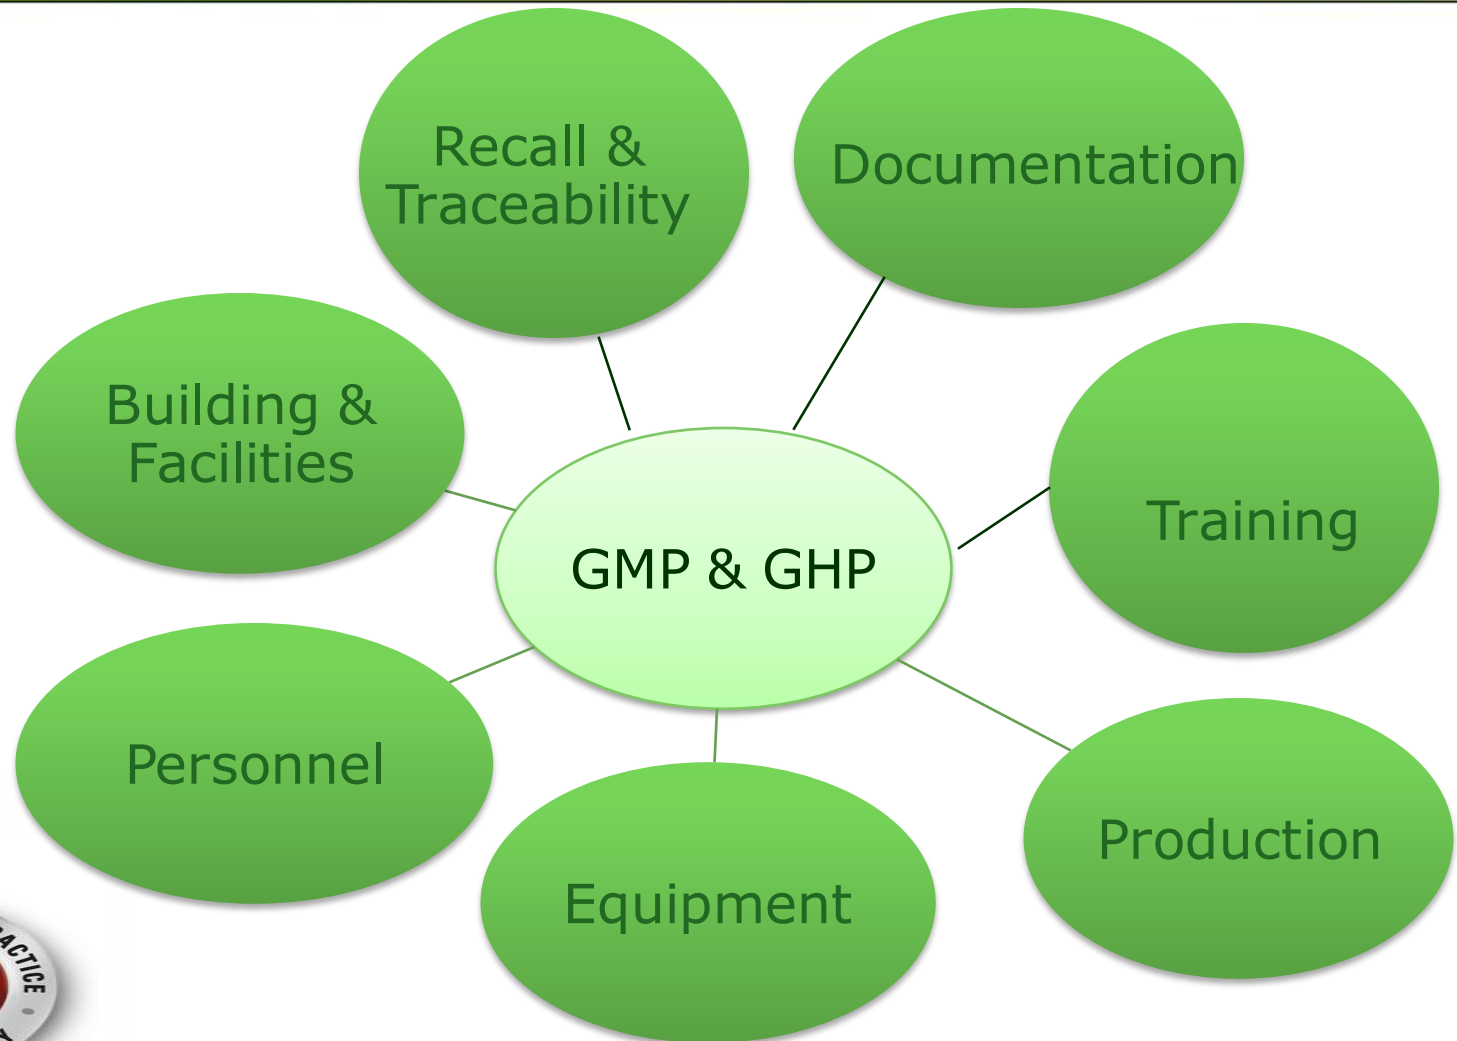 Recall &
Traceability
Documentation
Building &
Facilities
Training
GMP & GHP
Personnel
Production
Equipment